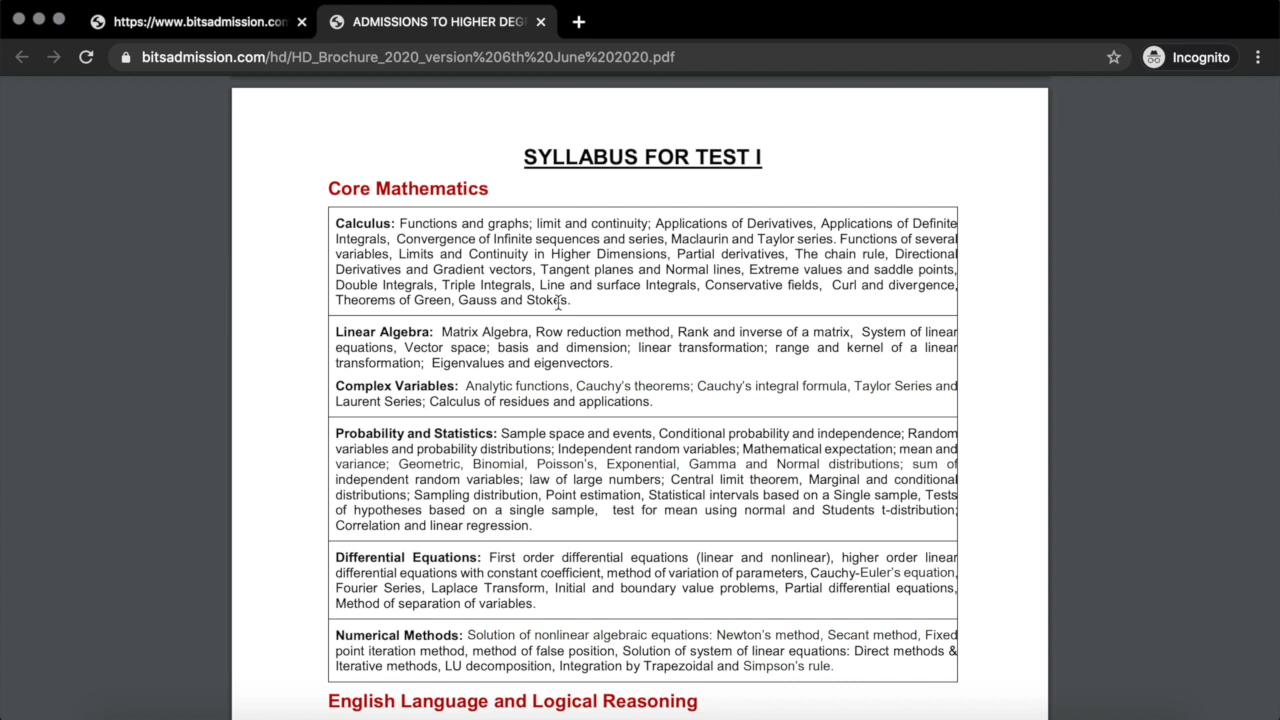 https://www.bitsadmission.con
ADMISSIONS TO HIGHER DEG
bitsadmission.com/hd/HD_Brochure_2020_version%206th%20June%202020.pdf
Incognito
SYLLABUS FOR TEST I
Core Mathematics
Calculus: Functions and graphs; limit and continuity; Applications of Derivatives, Applications of Definite
Integrals, Convergence of Infinite sequences and series, Maclaurin and Taylor series. Functions of several
variables, Limits and Continuity in Higher Dimensions, Partial derivatives, The chain rule, Directional
Derivatives and Gradient vectors, Tangent planes and Normal lines, Extreme values and saddle points,
Double Integrals, Triple Integrals, Line and surface Integrals, Conservative fields, Curl and divergence,
Theorems of Green, Gauss and Stokes.
Linear Algebra: Matrix Algebra, Row reduction method, Rank and inverse of a matrix, System of linear
equations, Vector space; basis and dimension; linear transformation; range and kernel of a linear
transformation; Eigenvalues and eigenvectors.
Complex Variables: Analytic functions, Cauchy's theorems; Cauchy's integral formula, Taylor Series and
Laurent Series; Calculus of residues and applications.
Probability and Statistics: Sample space and events, Conditional probability and independence; Random
variables and probability distributions; Independent random variables; Mathematical expectation; mean and
variance; Geometric, Binomial, Poisson's, Exponential, Gamma and Normal distributions; sum of
independent random variables; law of large numbers; Central limit theorem, Marginal and conditional
distributions; Sampling distribution, Point estimation, Statistical intervals based on a Single sample, Tests
of hypotheses based on a single sample, test for mean using normal and Students t-distribution;
Correlation and linear regression.
Differential Equations: First order differential equations (linear and nonlinear), higher order linear
differential equations with constant coefficient, method of variation of parameters, Cauchy-Euler's equation,
Fourier Series, Laplace Transform, Initial and boundary value problems, Partial differential equations,
Method of separation of variables.
Numerical Methods: Solution of nonlinear algebraic equations: Newton's method, Secant method, Fixed
point iteration method, method of false position, Solution of system of linear equations: Direct methods &
Iterative methods, LU decomposition, Integration by Trapezoidal and Simpson's rule.
English Language and Logical Reasoning